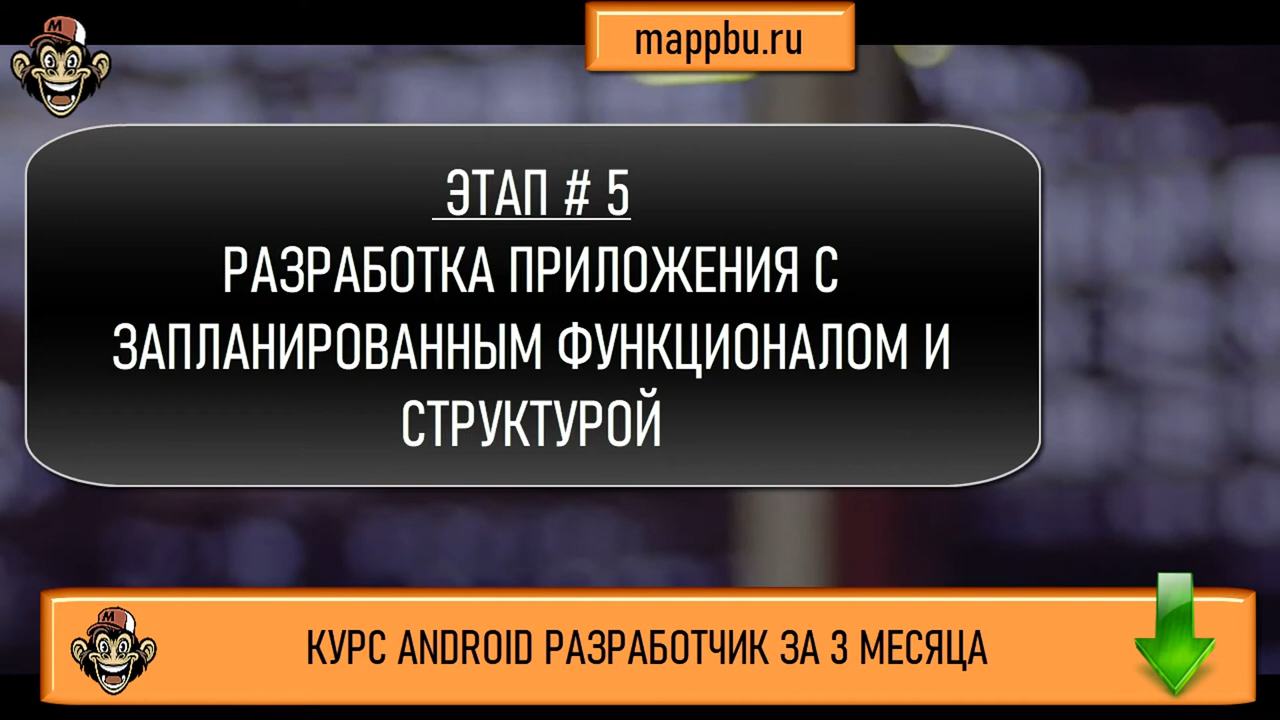 M
mappbu.ru
ЭТАП # 5
РАЗРАБОТКА ПРИЛОЖЕНИЯ С
ЗАПЛАНИРОВАННЫМ ФУНКЦИОНАЛОМ И
СТРУКТУРОЙ
M
КУРС ANDROID РАЗРАБОТЧИК ЗА 3 МЕСЯЦА